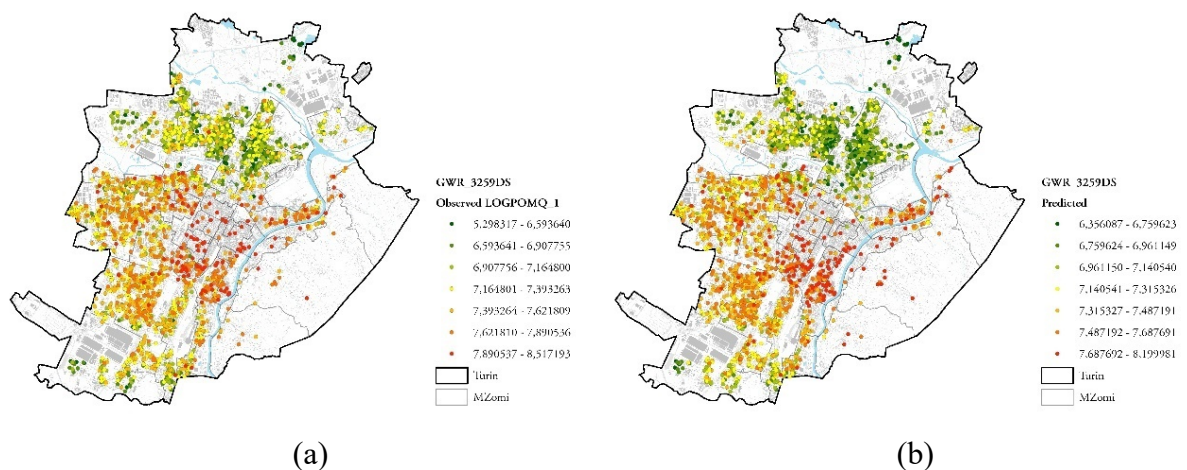 GWR_3259DS
Observed LOGPOMQ_1
5,298317 - 6,593640
6,593641 - 6,907755
6,907756 - 7,164800
7,164801 - 7,393263
7,393264 - 7,621809
7,621810 - 7,890536
7,890537 - 8,517193
Turin
MZomi
(a)
GWR_3259DS
Predicted
6,356087 - 6,759623
6,759624 - 6,961149
6,961150 - 7,140540
7,140541 - 7,315326
7,315327 - 7,487191
7,487192 - 7,687691
7,687692 - 8,199981
Turin
MZomi
(b)